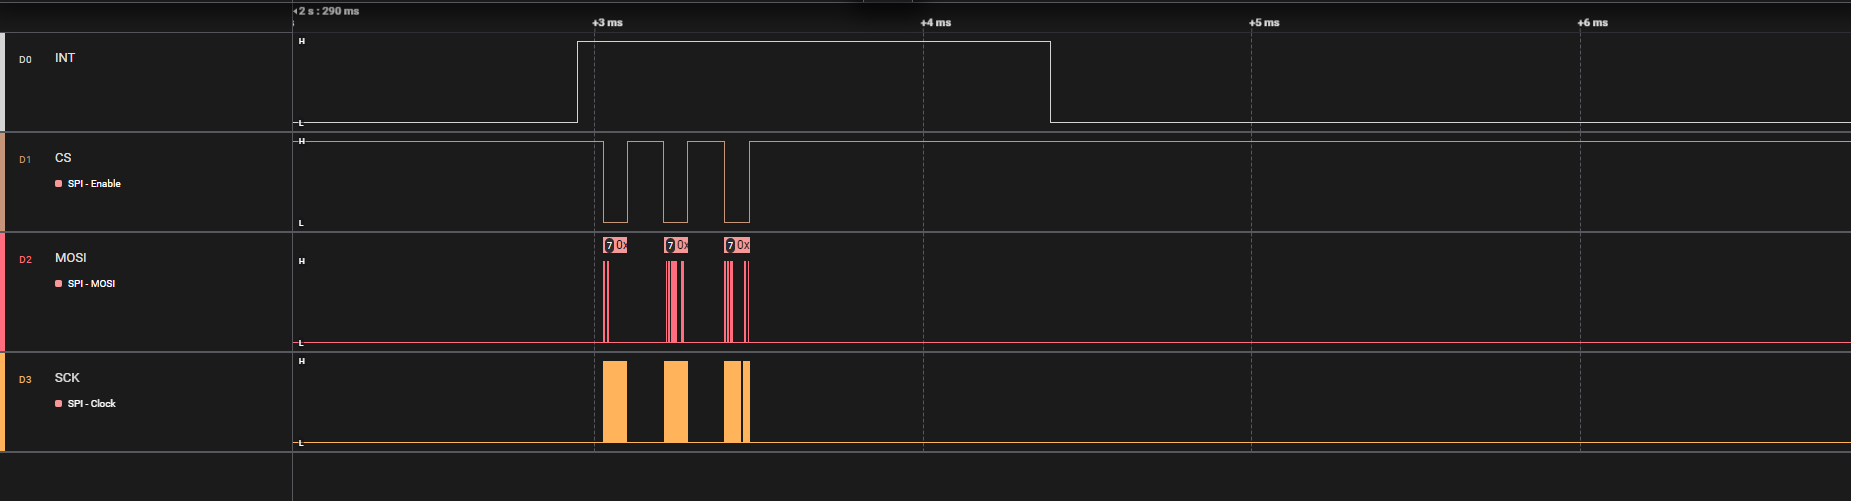 2 s : 290 ms
+3 ms +4 ms +5 ms +6 ms
D0 INT
H
L
D1 CS
SPI - Enable
H
L
D2 MOSI
SPI - MOSI
7 0x 7 0x 7 0x
H
L
D3 SCK
SPI - Clock
H
L